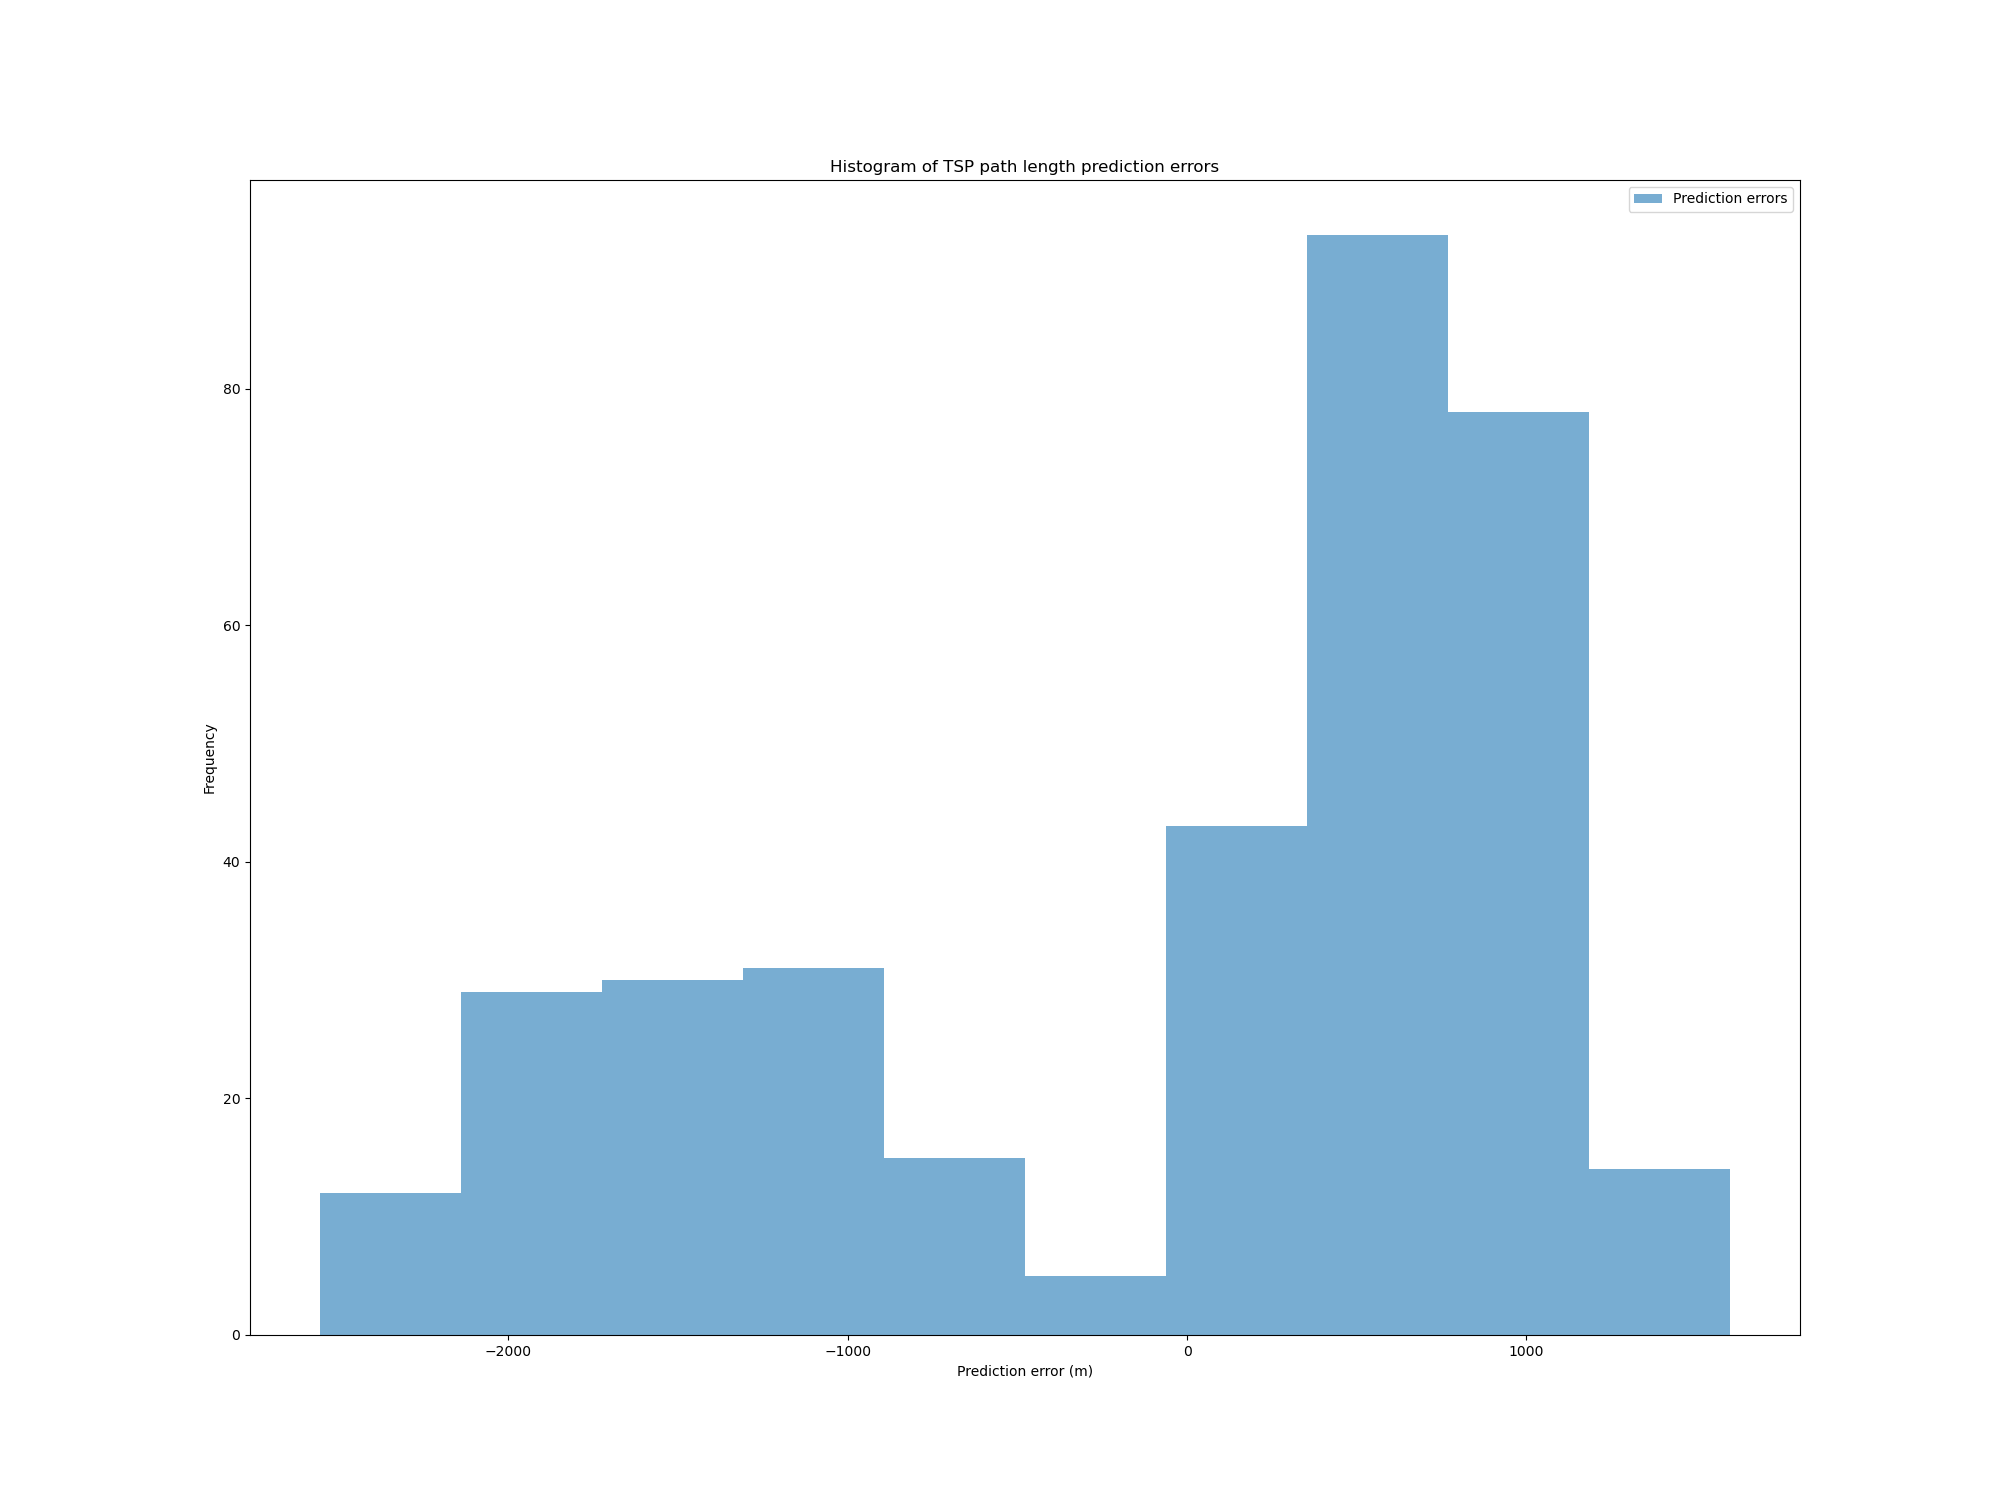 Histogram of TSP path length prediction errors
Prediction errors
80
60
40
20
0
Frequency
−2000
−1000
0
1000
Prediction error (m)